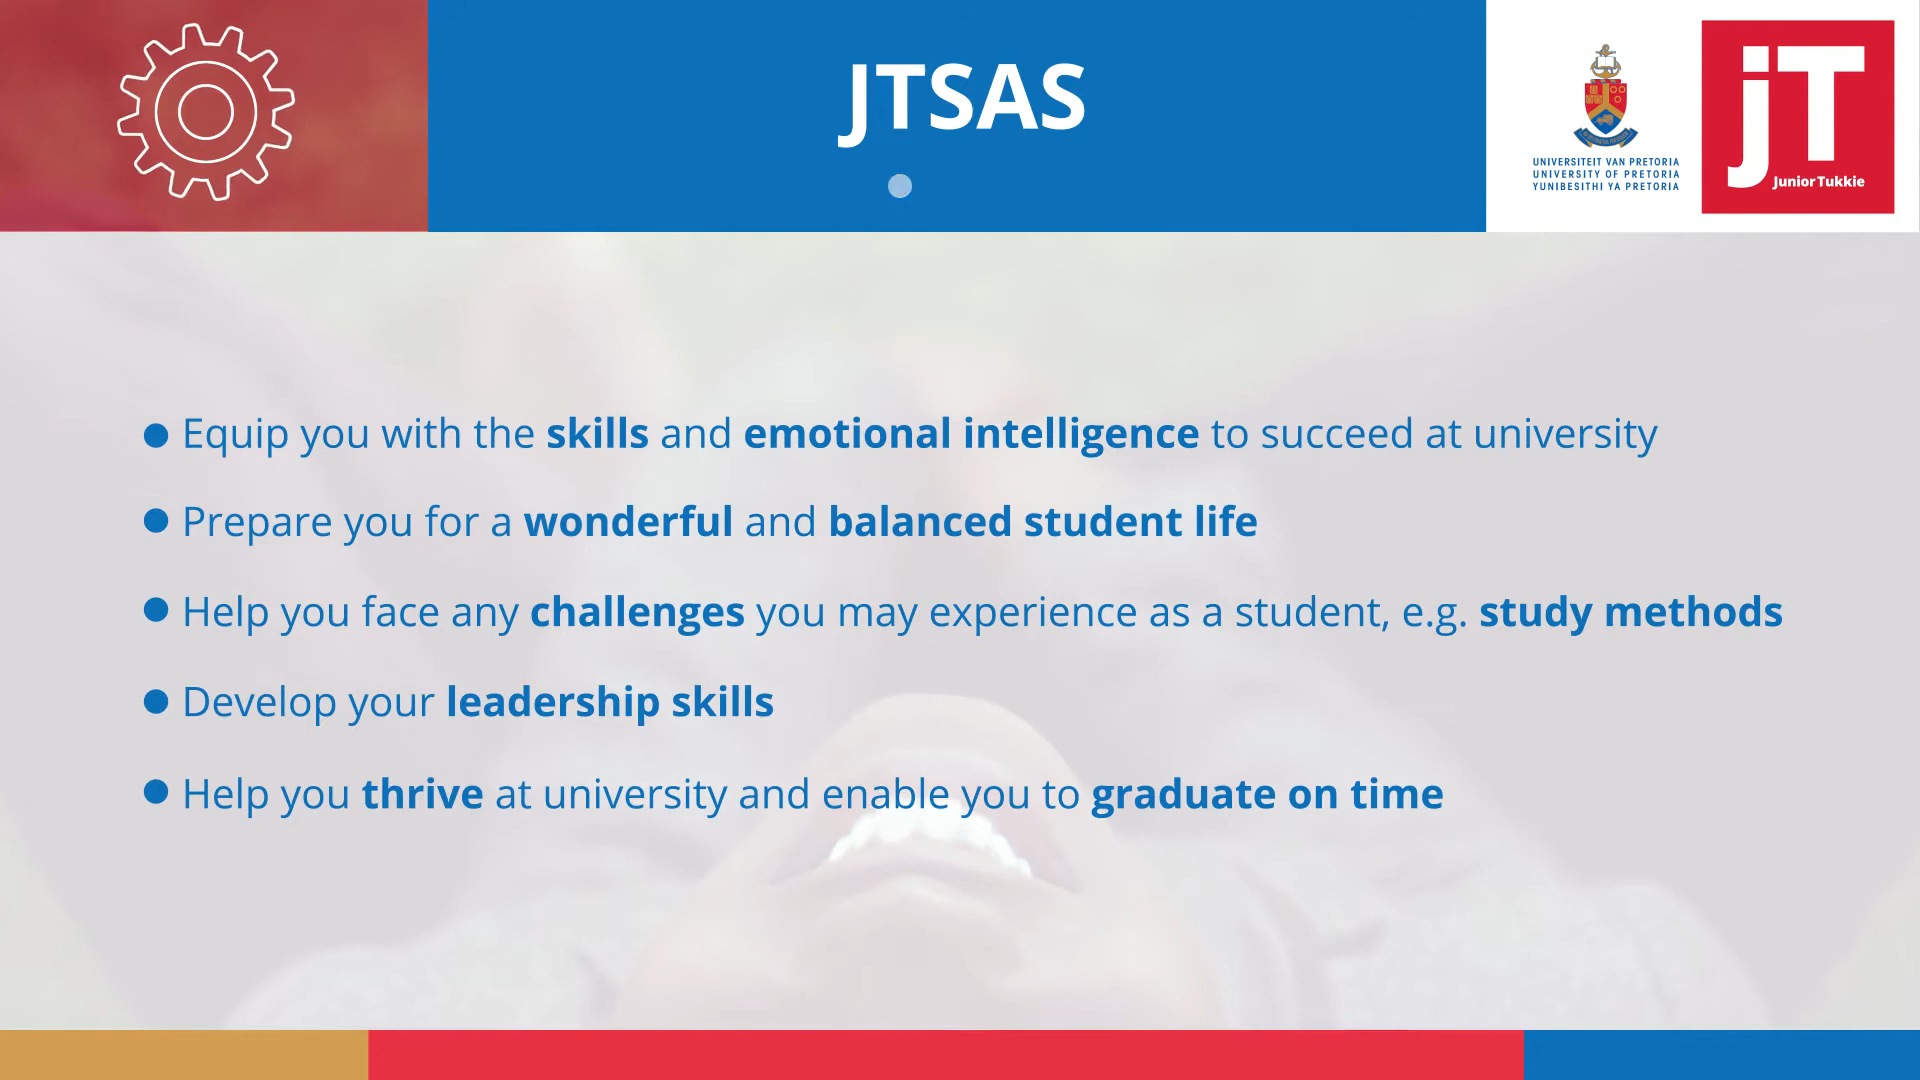 JTSAS
UNIVERSITEIT VAN PRETORIA
UNIVERSITY OF PRETORIA
YUNIBESITHI YA PRETORIA
jT
Junior Tukkie
● Equip you with the skills and emotional intelligence to succeed at university
● Prepare you for a wonderful and balanced student life
● Help you face any challenges you may experience as a student, e.g. study methods
● Develop your leadership skills
● Help you thrive at university and enable you to graduate on time